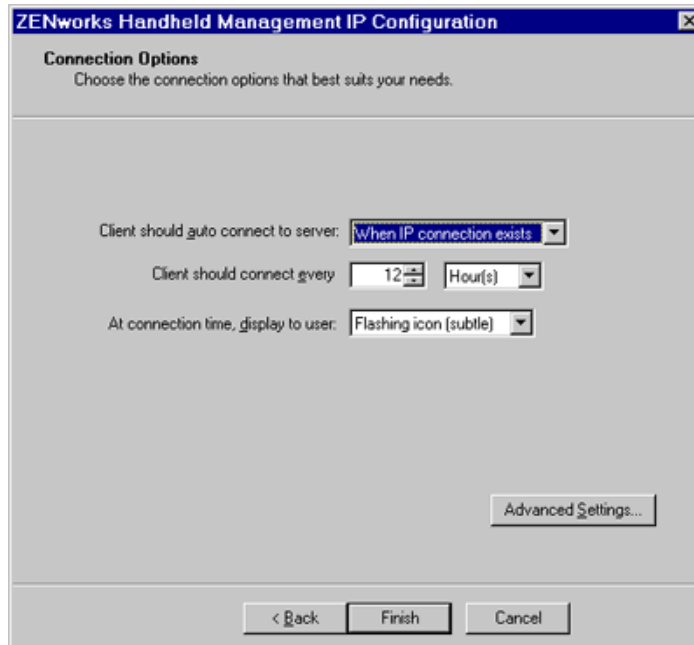 ZENworks Handheld Management IP Configuration
Connection Options
Choose the connection options that best suits your needs.
Client should auto connect to server: When IP connection exists
Client should connect every 12 Hour(s)
At connection time, display to user: Flashing icon (subtle)
Advanced Settings...
< Back Finish Cancel